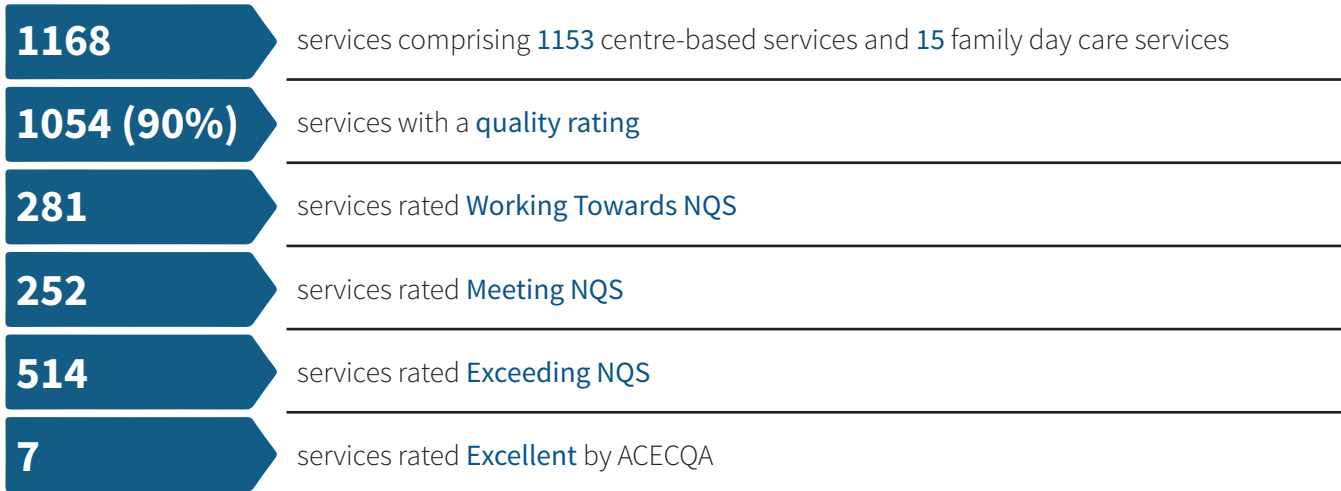 1168 services comprising 1153 centre-based services and 15 family day care services
1054 (90%) services with a quality rating
281 services rated Working Towards NQS
252 services rated Meeting NQS
514 services rated Exceeding NQS
7 services rated Excellent by ACECQA